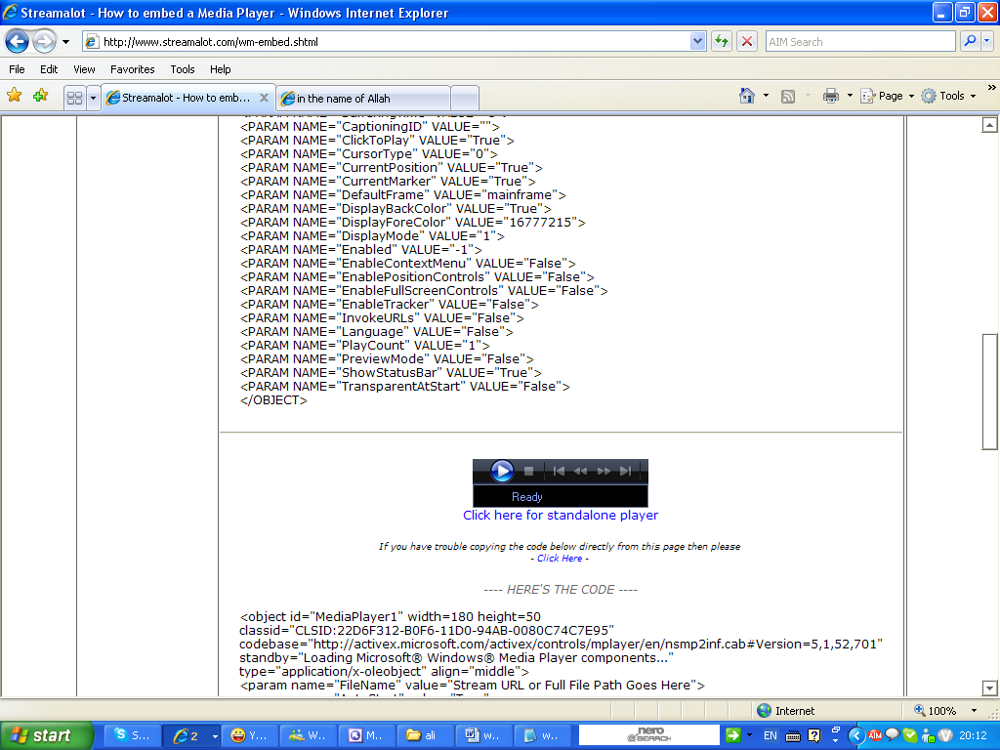 Streamalot - How to embed a Media Player - Windows Internet Explorer
http://www.streamalot.com/wm-embed.shtml
AIM Search
File Edit View Favorites Tools Help
Streamalot - How to emb...
in the name of Allah
Page
Tools
<PARAM NAME="CaptioningID" VALUE="">
<PARAM NAME="ClickToPlay" VALUE="True">
<PARAM NAME="CursorType" VALUE="0">
<PARAM NAME="CurrentPosition" VALUE="True">
<PARAM NAME="CurrentMarker" VALUE="True">
<PARAM NAME="DefaultFrame" VALUE="mainframe">
<PARAM NAME="DisplayBackColor" VALUE="True">
<PARAM NAME="DisplayForeColor" VALUE="16777215">
<PARAM NAME="DisplayMode" VALUE="1">
<PARAM NAME="Enabled" VALUE="-1">
<PARAM NAME="EnableContextMenu" VALUE="False">
<PARAM NAME="EnablePositionControls" VALUE="False">
<PARAM NAME="EnableFullScreenControls" VALUE="False">
<PARAM NAME="EnableTracker" VALUE="False">
<PARAM NAME="InvokeURLs" VALUE="False">
<PARAM NAME="Language" VALUE="False">
<PARAM NAME="PlayCount" VALUE="1">
<PARAM NAME="PreviewMode" VALUE="False">
<PARAM NAME="ShowStatusBar" VALUE="True">
<PARAM NAME="TransparentAtStart" VALUE="False">
</OBJECT>
Ready
Click here for standalone player
If you have trouble copying the code below directly from this page then please
- Click Here -
---- HERE'S THE CODE ----
<object id="MediaPlayer1" width=180 height=50
classid="CLSID:22D6F312-B0F6-11D0-94AB-0080C74C7E95"
codebase="http://activex.microsoft.com/activex/controls/mplayer/en/nsmp2inf.cab#Version=5,1,52,701"
standby="Loading Microsoft® Windows® Media Player components..."
type="application/x-oleobject" align="middle">
<param name="FileName" value="Stream URL or Full File Path Goes Here">
Internet
100%
start
S...
2
Y...
W...
M...
ali
w...
w...
nero
SEARCH
EN
AIM
20:12